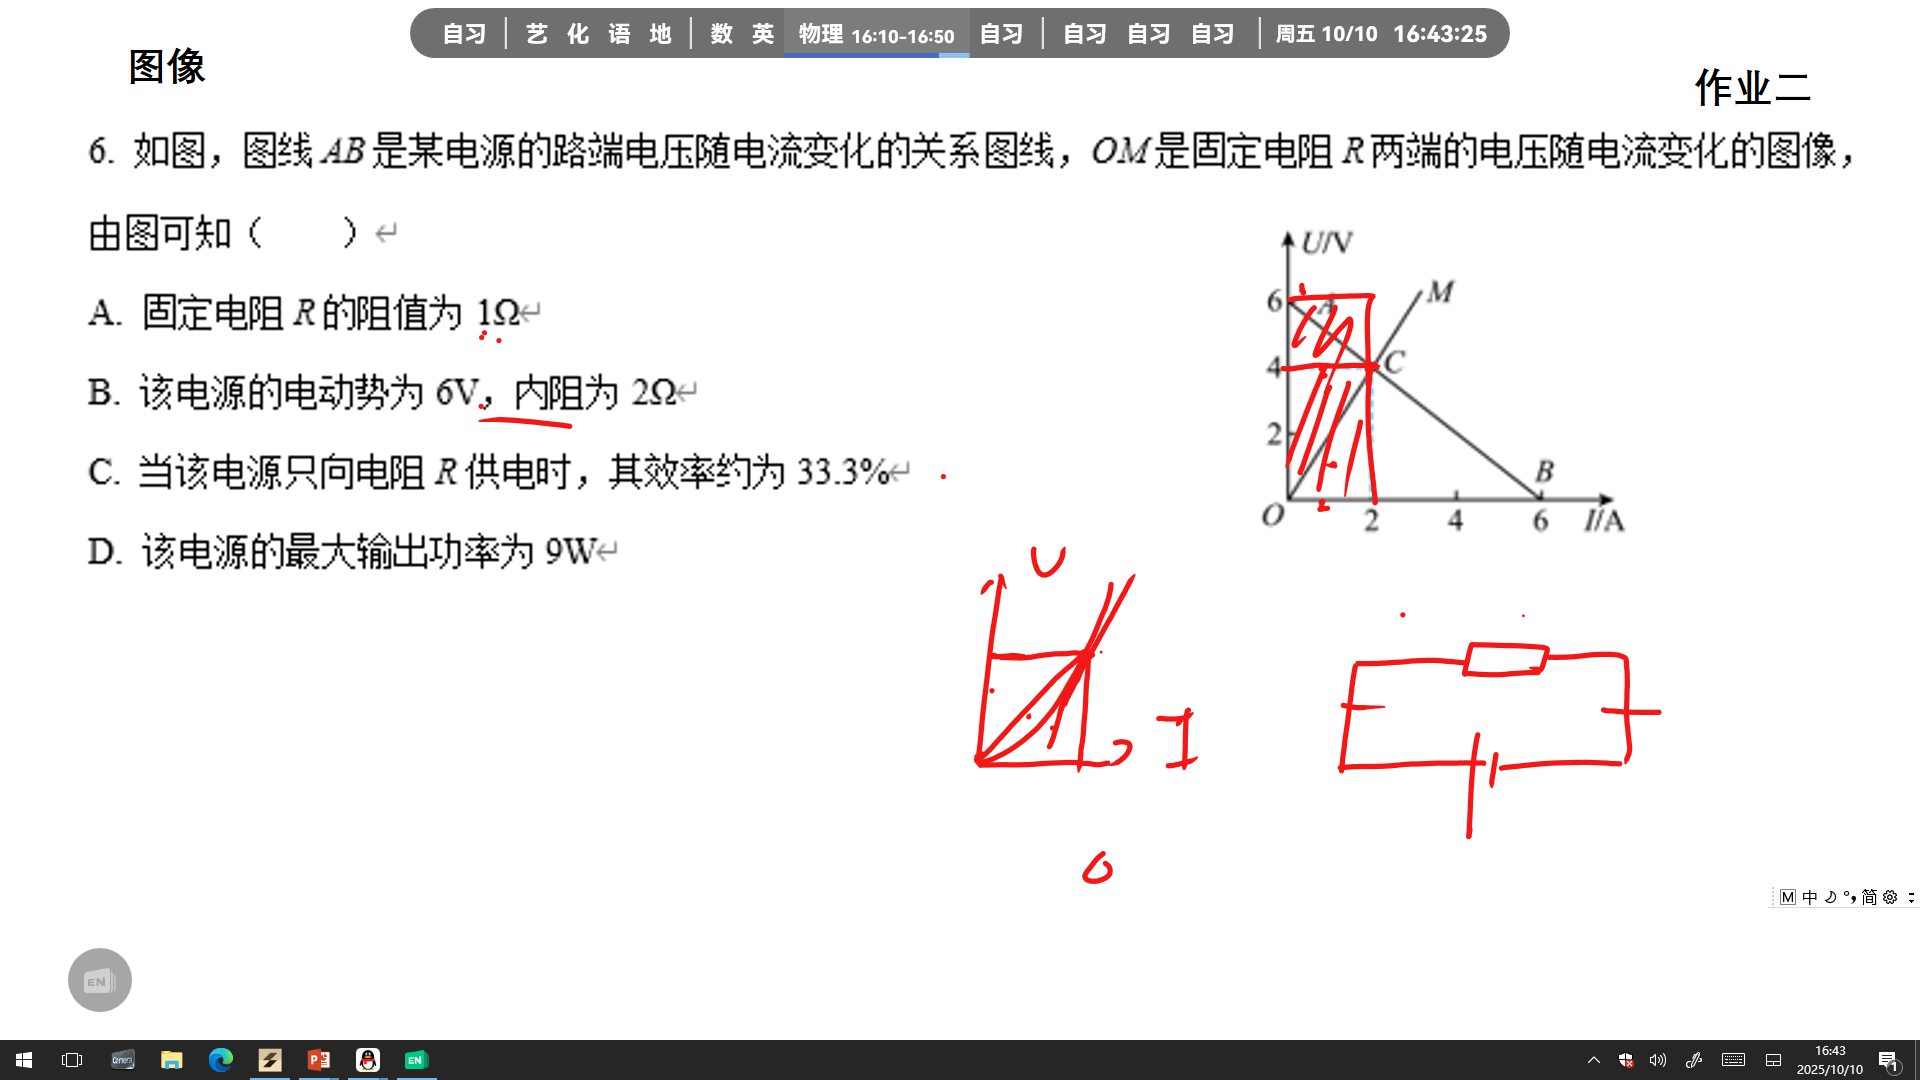 自习 艺 化 语 地 数 英 物理 16:10-16:50 自习 自习 自习 自习 周五 10/10 16:43:25
图像
作业二
6. 如图，图线 AB 是某电源的路端电压随电流变化的关系图线，OM 是固定电阻 R 两端的电压随电流变化的图像，
由图可知（ ）↵
A. 固定电阻 R 的阻值为 1Ω↵
B. 该电源的电动势为 6V，内阻为 2Ω↵
C. 当该电源只向电阻 R 供电时，其效率约为 33.3%↵
D. 该电源的最大输出功率为 9W↵
U/V
6 A M
4 C
2 B
O 2 4 6 I/A
U
I
M 中 简
EN
EN
16:43
2025/10/10
1